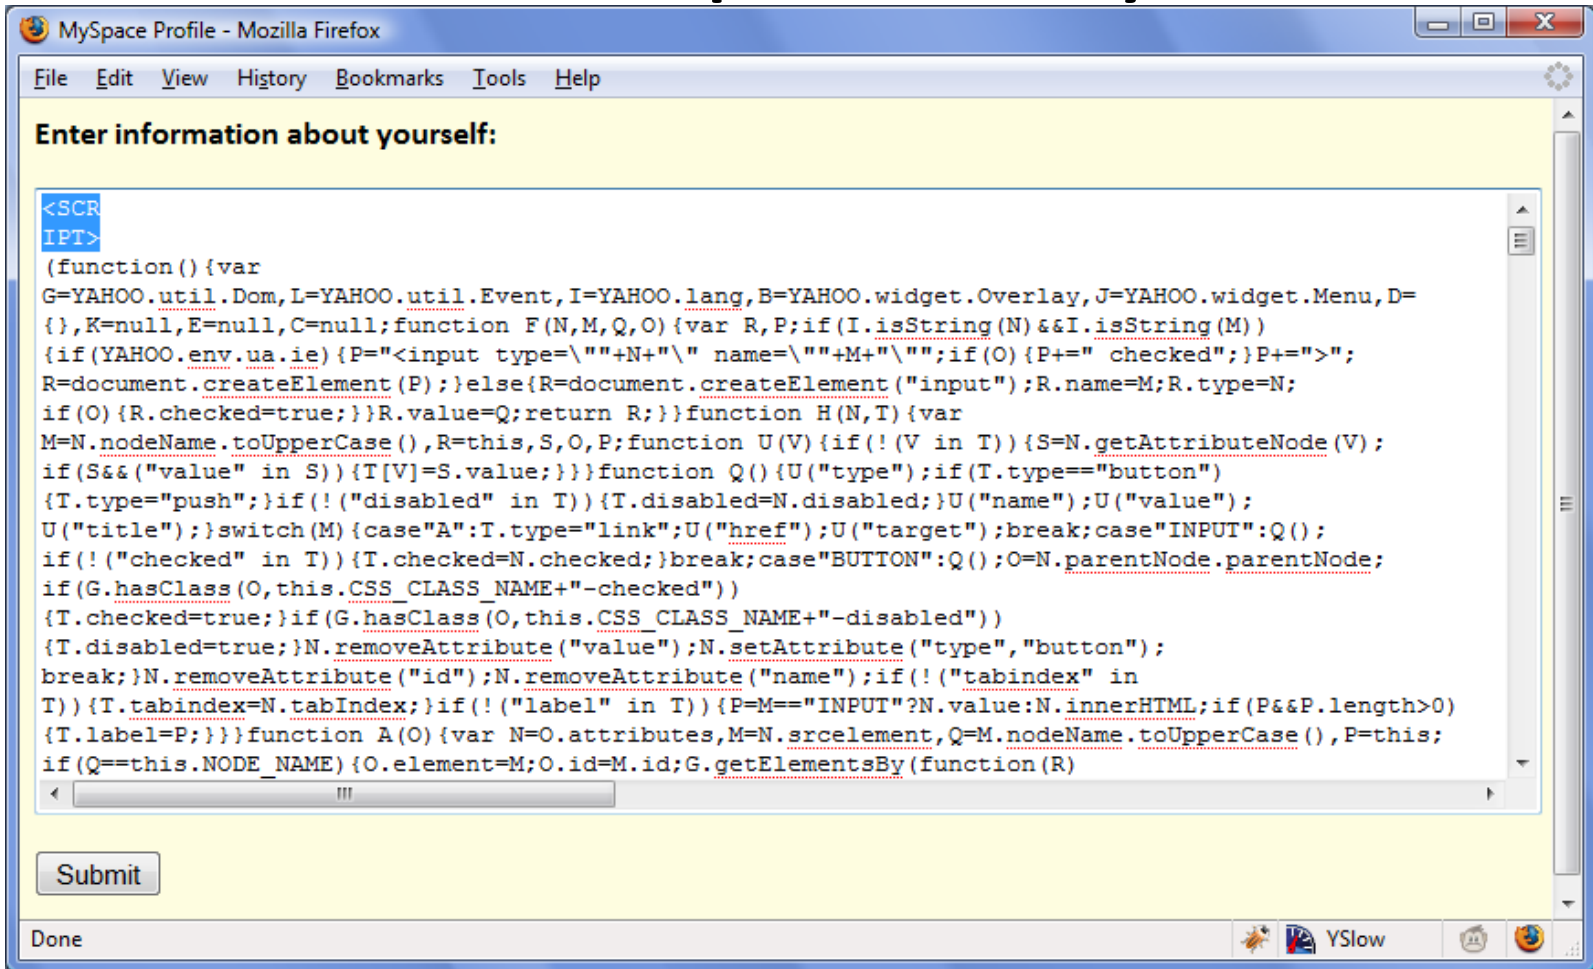 MySpace Profile - Mozilla Firefox
File Edit View History Bookmarks Tools Help
Enter information about yourself:
<SCR
IPT>
(function(){var
G=YAHOO.util.Dom,L=YAHOO.util.Event,I=YAHOO.lang,B=YAHOO.widget.Overlay,J=YAHOO.widget.Menu,D=
{},K=null,E=null,C=null;function F(N,M,Q,O){var R,P;if(I.isString(N)&&I.isString(M))
{if(YAHOO.env.ua.ie){P="<input type=\""+N+"\" name=\""+M+"\"";if(O){P+=" checked";}P+=">";
R=document.createElement(P);}else{R=document.createElement("input");R.name=M;R.type=N;
if(O){R.checked=true;}}R.value=Q;return R;}}function H(N,T){var
M=N.nodeName.toUpperCase(),R=this,S,O,P;function U(V){if(!(V in T)){S=N.getAttributeNode(V);
if(S&&("value" in S)){T[V]=S.value;}}}function Q(){U("type");if(T.type=="button")
{T.type="push";}if(!("disabled" in T)){T.disabled=N.disabled;}U("name");U("value");
U("title");}switch(M){case"A":T.type="link";U("href");U("target");break;case"INPUT":Q();
if(!("checked" in T)){T.checked=N.checked;}break;case"BUTTON":Q();O=N.parentNode.parentNode;
if(G.hasClass(O,this.CSS_CLASS_NAME+"-checked"))
{T.checked=true;}if(G.hasClass(O,this.CSS_CLASS_NAME+"-disabled"))
{T.disabled=true;}N.removeAttribute("value");N.setAttribute("type","button");
break;}N.removeAttribute("id");N.removeAttribute("name");if(!("tabindex" in
T)){T.tabindex=N.tabIndex;}if(!("label" in T)){P=M=="INPUT"?N.value:N.innerHTML;if(P&&P.length>0)
{T.label=P;}}}function A(O){var N=O.attributes,M=N.srcelement,Q=M.nodeName.toUpperCase(),P=this;
if(Q==this.NODE_NAME){O.element=M;O.id=M.id;G.getElementsBy(function(R)
Submit
Done YSlow